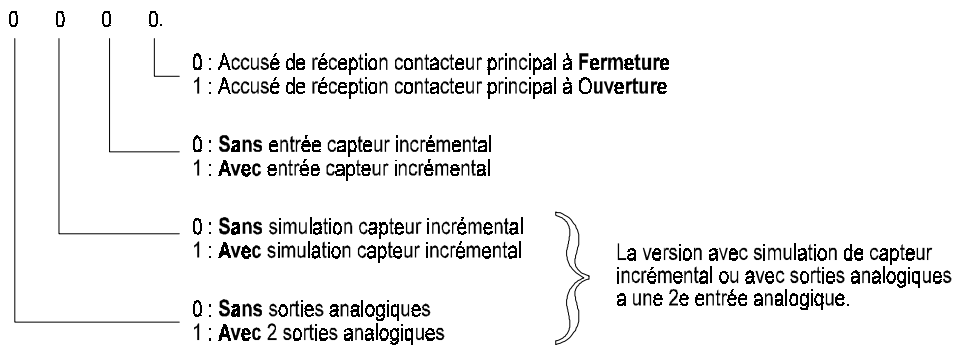 0 0 0 0.
0 : Accusé de réception contacteur principal à Fermeture
1 : Accusé de réception contacteur principal à Ouverture
0 : Sans entrée capteur incrémental
1 : Avec entrée capteur incrémental
0 : Sans simulation capteur incrémental
1 : Avec simulation capteur incrémental
La version avec simulation de capteur
incrémental ou avec sorties analogiques
a une 2e entrée analogique.
0 : Sans sorties analogiques
1 : Avec 2 sorties analogiques